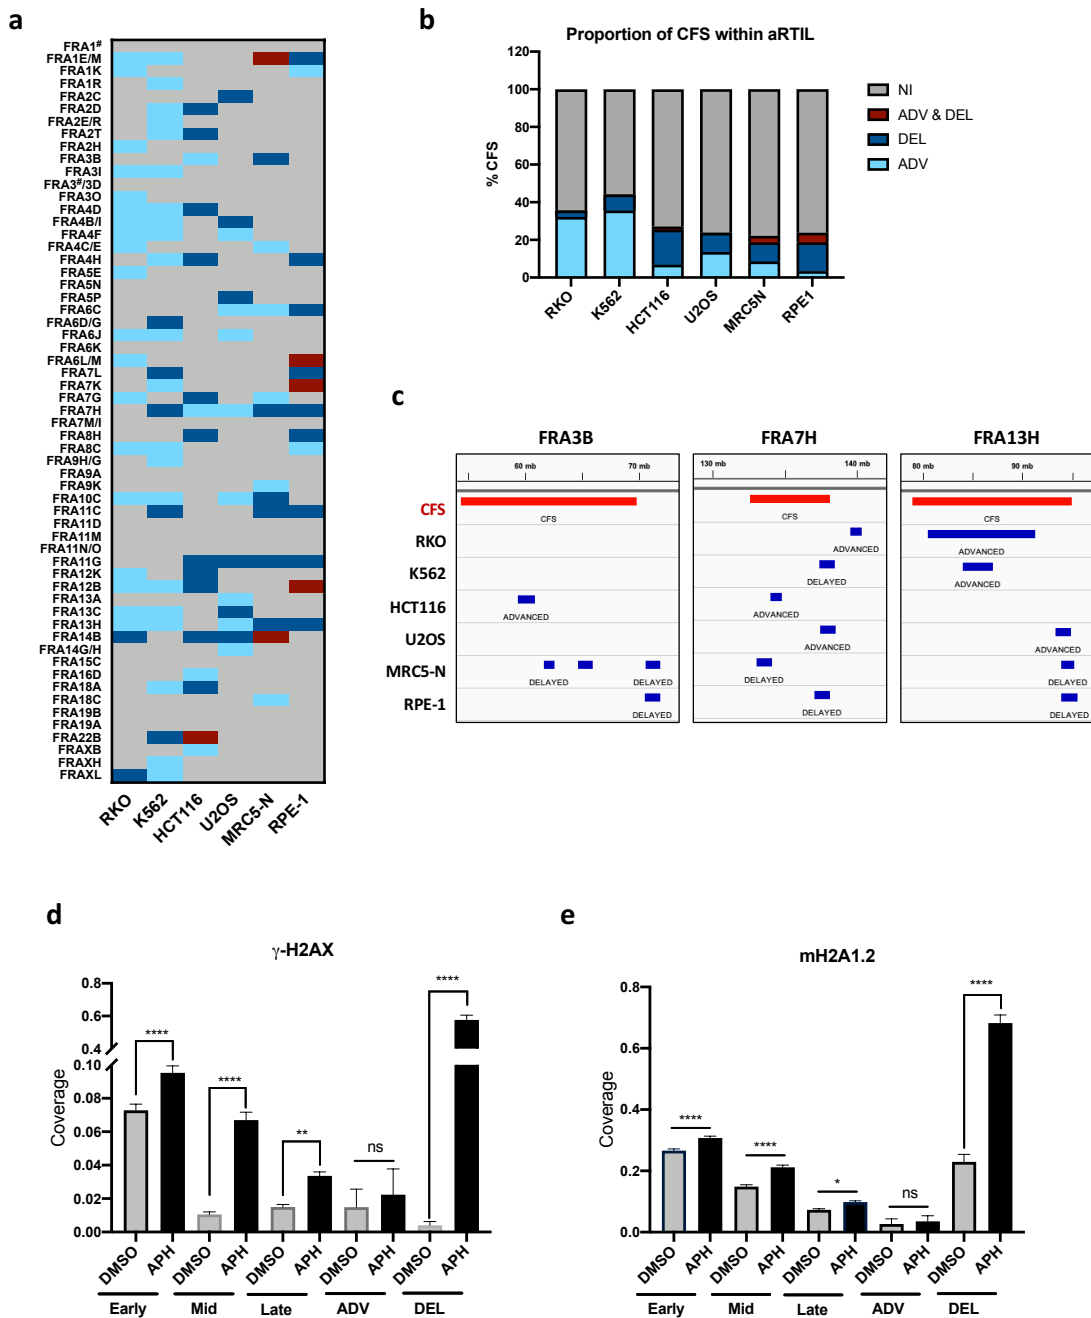 a
FRA1#
FRA1E/M
FRA1K
FRA1R
FRA2C
FRA2D
FRA2E/R
FRA2T
FRA2H
FRA3B
FRA3I
FRA3#/3D
FRA3O
FRA4D
FRA4B/I
FRA4F
FRA4C/E
FRA4H
FRA5E
FRA5N
FRA5P
FRA6C
FRA6D/G
FRA6J
FRA6K
FRA6L/M
FRA7L
FRA7K
FRA7G
FRA7H
FRA7M/I
FRA8H
FRA8C
FRA9H/G
FRA9A
FRA9K
FRA10C
FRA11C
FRA11D
FRA11M
FRA11N/O
FRA11G
FRA12K
FRA12B
FRA13A
FRA13C
FRA13H
FRA14B
FRA14G/H
FRA15C
FRA16D
FRA18A
FRA18C
FRA19B
FRA19A
FRA22B
FRAXB
FRAXH
FRAXL
RKO K562 HCT116 U2OS MRC5-N RPE-1
b
Proportion of CFS within aRTIL
% CFS
120
100
80
60
40
20
0
RKO K562 HCT116 U2OS MRC5N RPE1
NI
ADV & DEL
DEL
ADV
c
FRA3B FRA7H FRA13H
60 mb 70 mb 130 mb 140 mb 80 mb 90 mb
CFS
CFS CFS CFS
RKO
ADVANCED ADVANCED
K562
DELAYED ADVANCED
HCT116
ADVANCED ADVANCED
U2OS
ADVANCED ADVANCED
MRC5-N
DELAYED DELAYED DELAYED DELAYED
RPE-1
DELAYED DELAYED DELAYED
d
γ-H2AX
Coverage
0.8
0.6
0.4
0.10
0.08
0.06
0.04
0.02
0.00
**** **** ** ns ****
DMSO APH DMSO APH DMSO APH DMSO APH DMSO APH
Early Mid Late ADV DEL
e
mH2A1.2
Coverage
0.8
0.6
0.4
0.2
0.0
**** **** * ns ****
DMSO APH DMSO APH DMSO APH DMSO APH DMSO APH
Early Mid Late ADV DEL